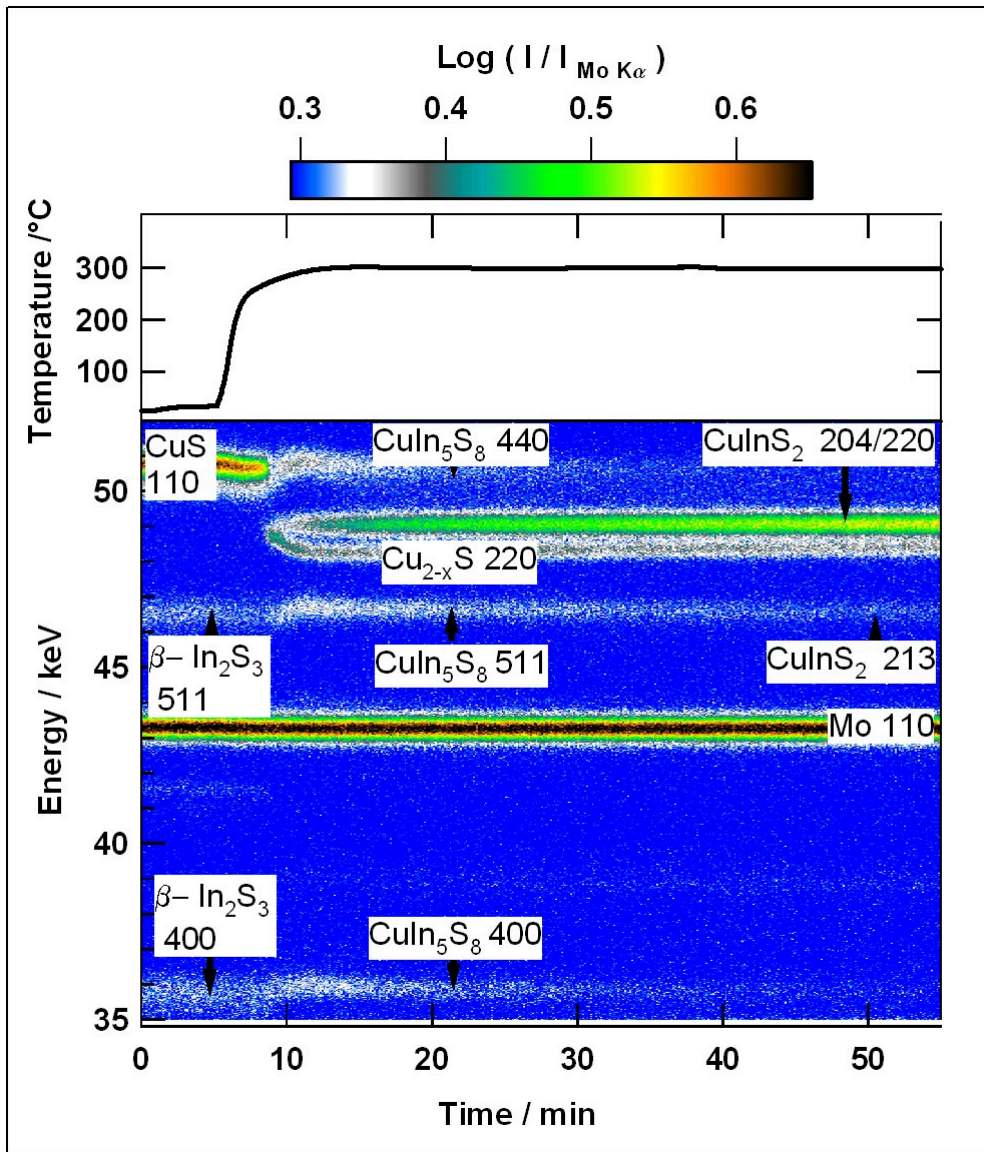 Log ( I / I Mo Kα )
0.3 0.4 0.5 0.6
Temperature /°C
300
200
100
CuS
110
CuIn5S8 440
CuInS2 204/220
50
Cu2-xS 220
β– In2S3
511
CuIn5S8 511
CuInS2 213
45
Mo 110
Energy / keV
40
β– In2S3
400
CuIn5S8 400
35
0 10 20 30 40 50
Time / min